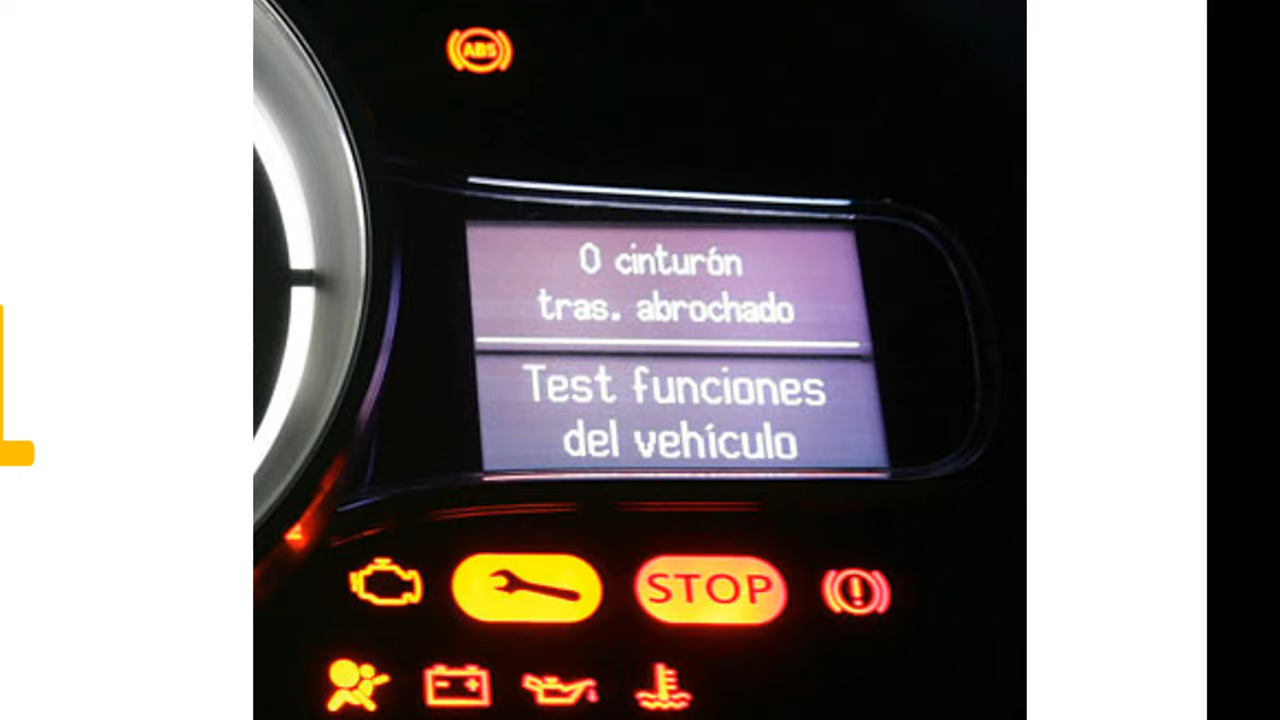 ABS
0 cinturón
tras. abrochado
Test funciones
del vehículo
STOP